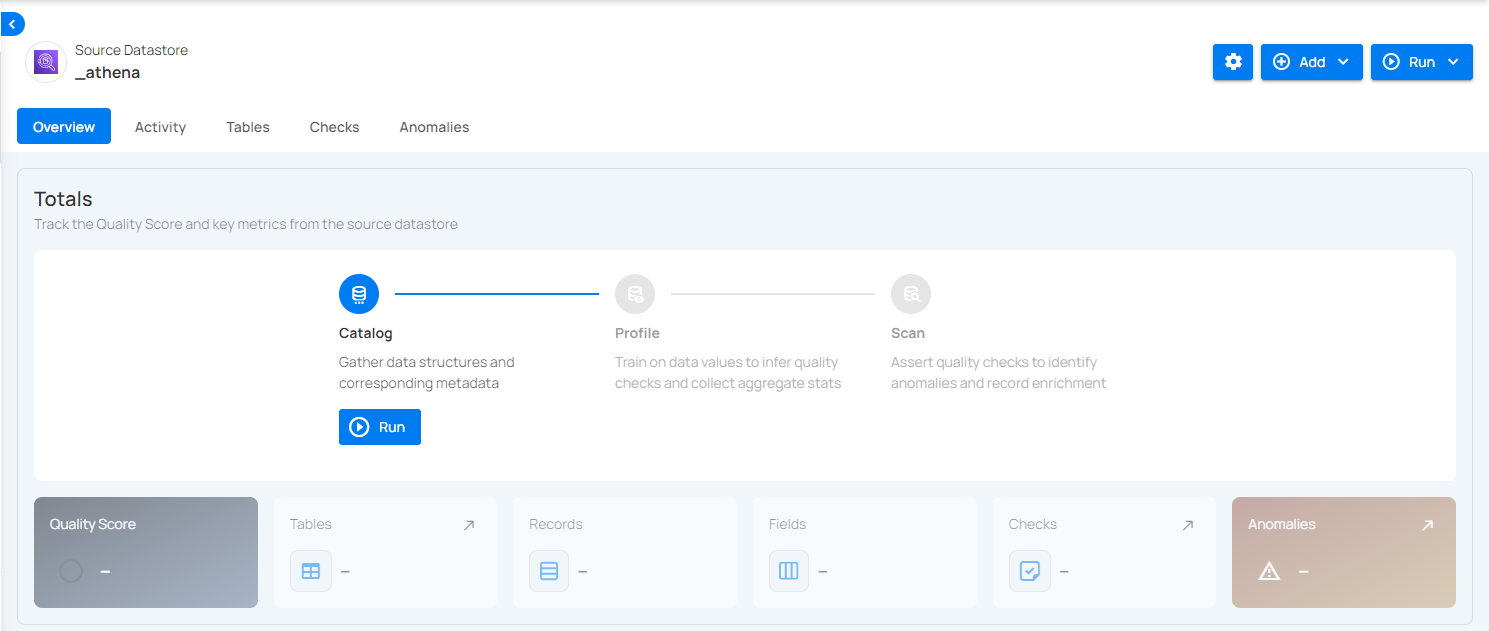 Source Datastore
_athena
Add
Run
Overview
Activity
Tables
Checks
Anomalies
Totals
Track the Quality Score and key metrics from the source datastore
Catalog
Gather data structures and
corresponding metadata
Run
Profile
Train on data values to infer quality
checks and collect aggregate stats
Scan
Assert quality checks to identify
anomalies and record enrichment
Quality Score
–
Tables
–
Records
–
Fields
–
Checks
–
Anomalies
–